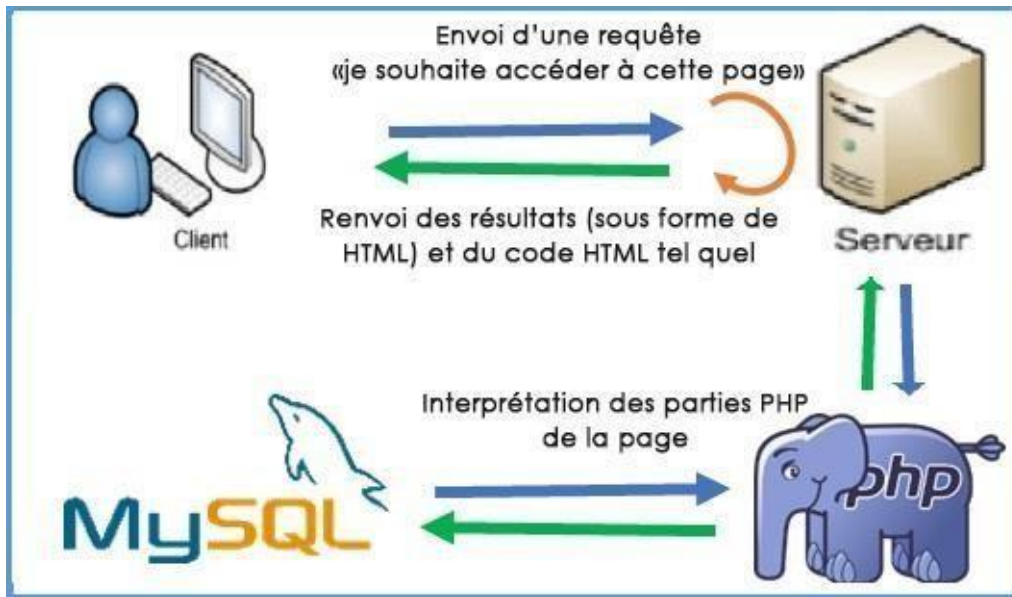 Envoi d'une requête
«je souhaite accéder à cette page»
Client
Renvoi des résultats (sous forme de
HTML) et du code HTML tel quel
Serveur
Interprétation des parties PHP
de la page
MySQL
php